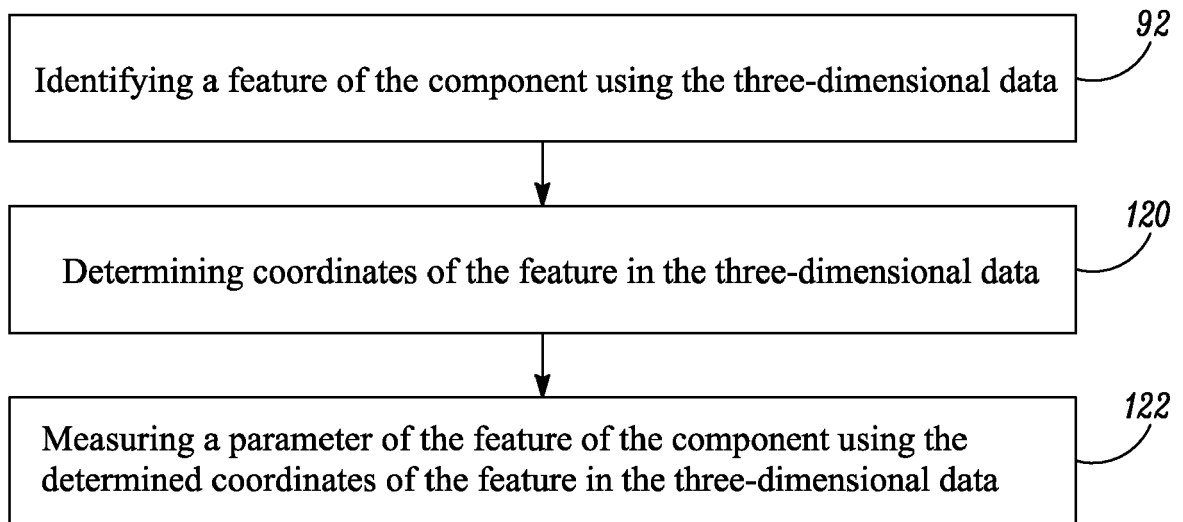 92
Identifying a feature of the component using the three-dimensional data
120
Determining coordinates of the feature in the three-dimensional data
122
Measuring a parameter of the feature of the component using the
determined coordinates of the feature in the three-dimensional data